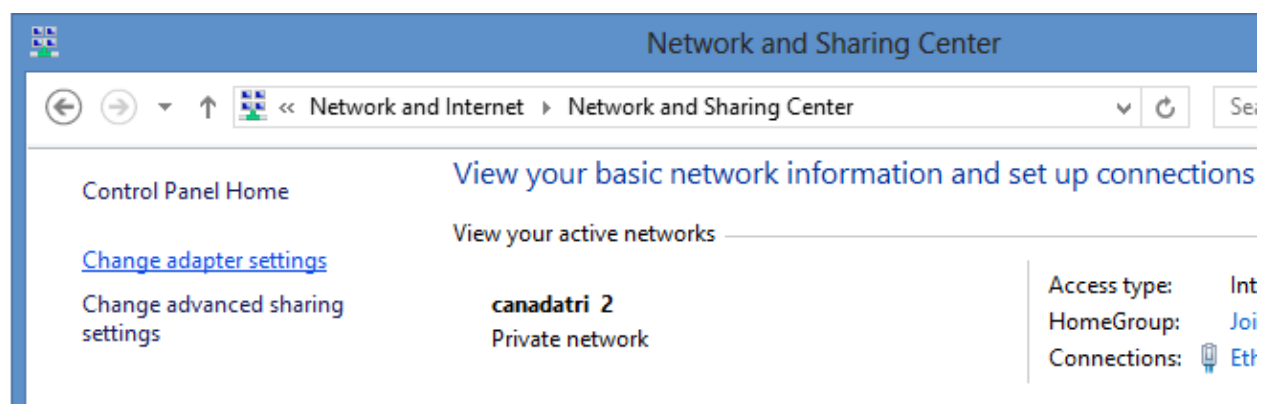 Network and Sharing Center
« Network and Internet Network and Sharing Center
Control Panel Home
View your basic network information and set up connections
View your active networks
Change adapter settings
Change advanced sharing
settings
canadatri 2
Private network
Access type:
HomeGroup:
Connections: